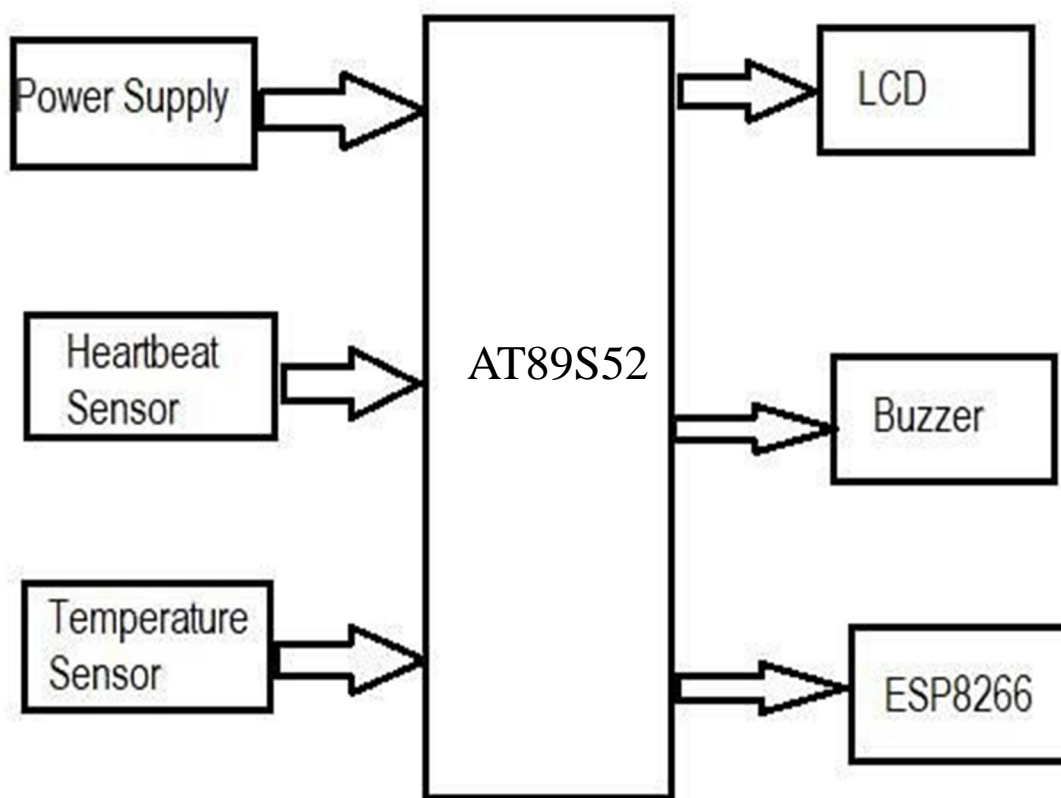 Power Supply
Heartbeat
Sensor
Temperature
Sensor
AT89S52
LCD
Buzzer
ESP8266